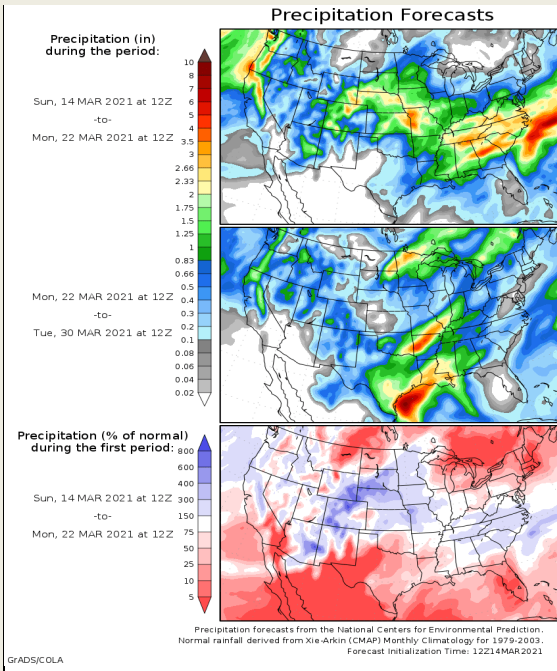 Precipitation Forecasts
Precipitation (in)
during the period:
Sun, 14 MAR 2021 at 12Z
-to-
Mon, 22 MAR 2021 at 12Z
10
8
7
6
5
4
3.5
3
2.66
2.33
2
1.75
1.5
1.25
1
0.83
0.66
0.5
0.4
0.3
0.2
0.1
0.08
0.06
0.04
0.02
Mon, 22 MAR 2021 at 12Z
-to-
Tue, 30 MAR 2021 at 12Z
Precipitation (% of normal)
during the first period:
Sun, 14 MAR 2021 at 12Z
-to-
Mon, 22 MAR 2021 at 12Z
800
600
400
300
150
75
50
25
10
5
Precipitation forecasts from the National Centers for Environmental Prediction.
Normal rainfall derived from Xie-Arkin (CMAP) Monthly Climatology for 1979-2003.
Forecast Initialization Time: 12Z14MAR2021
GrADS/COLA